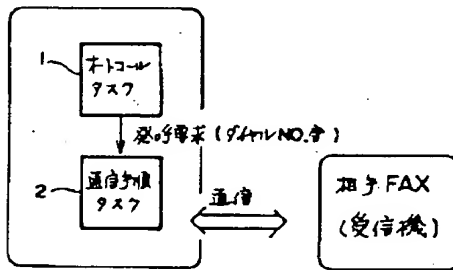 1
オートコール
タスク
発呼要求(ダイヤルNO.等)
2
通信手順
タスク
通信
相手FAX
(受信機)